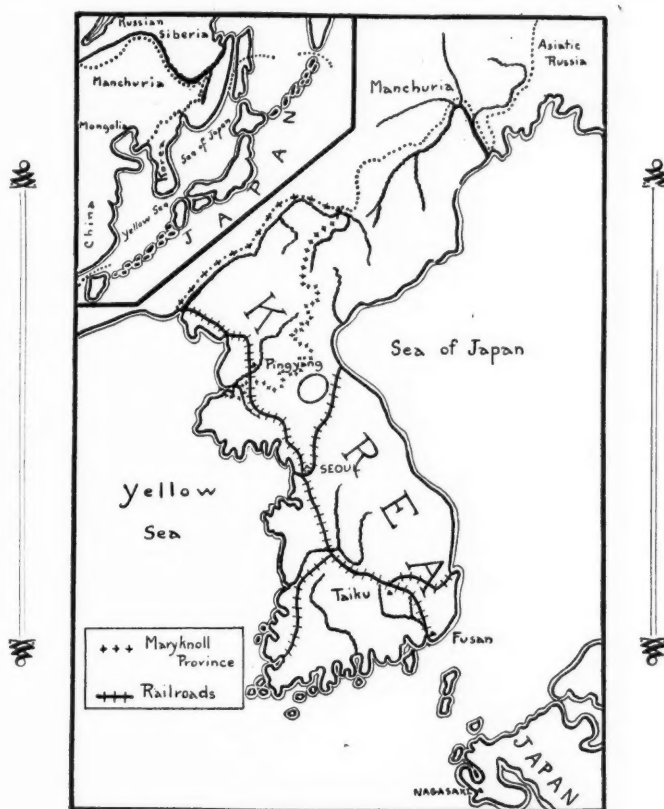 Russian
Siberia
Manchuria
Mongolia
Korea
Sea of Japan
China
Yellow Sea
JAPAN
Asiatic
Russia
Manchuria
KOREA
Pingyang
Sea of Japan
SEOUL
Yellow
Sea
Taiku
Fusan
+++ Maryknoll
Province
Railroads
JAPAN
NAGASAKI